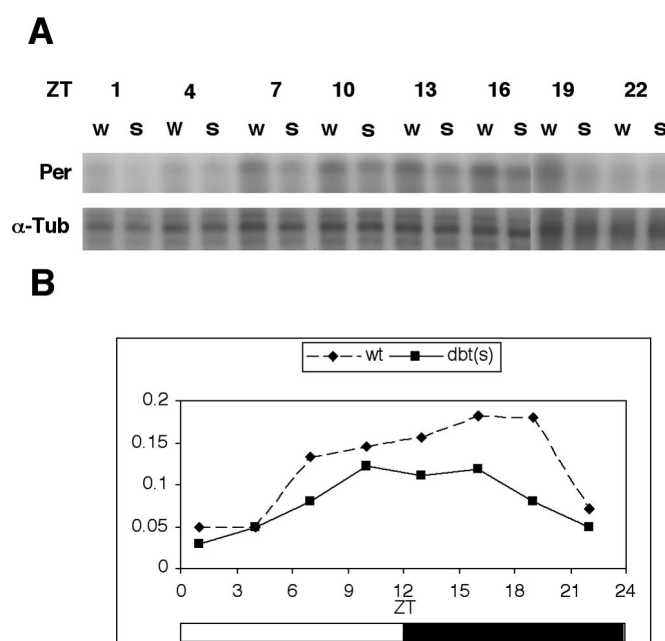 A
ZT 1 4 7 10 13 16 19 22
w s w s w s w s w s w s w s w s
Per
α-Tub
B
wt dbt(s)
0.2
0.15
0.1
0.05
0
0 3 6 9 12 15 18 21 24
ZT